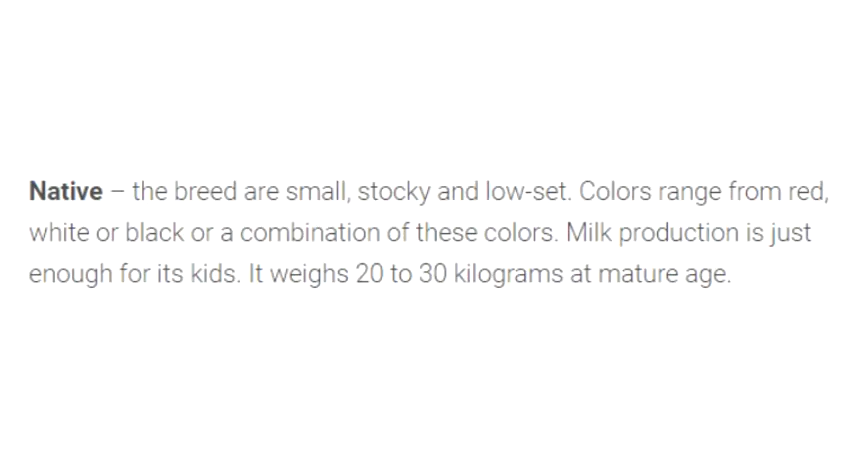 Native – the breed are small, stocky and low-set. Colors range from red,
white or black or a combination of these colors. Milk production is just
enough for its kids. It weighs 20 to 30 kilograms at mature age.